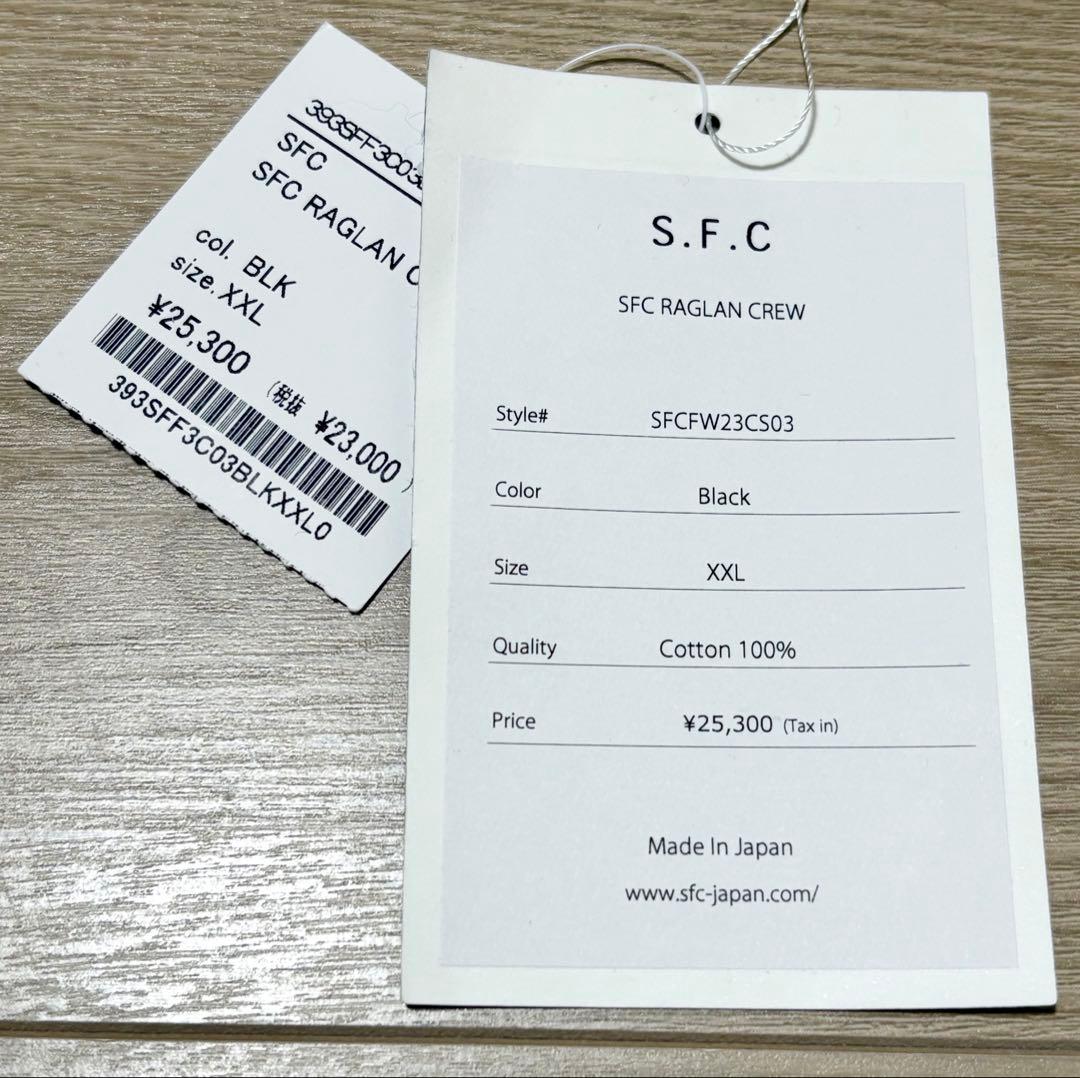 393SFF3C03
SFC
SFC RAGLAN C
col. BLK
size. XXL
¥25,300
(税抜 ¥23,000)
393SFF3C03BLKXXL0
S.F.C
SFC RAGLAN CREW
Style# SFCFW23CS03
Color Black
Size XXL
Quality Cotton 100%
Price ¥25,300 (Tax in)
Made In Japan
www.sfc-japan.com/